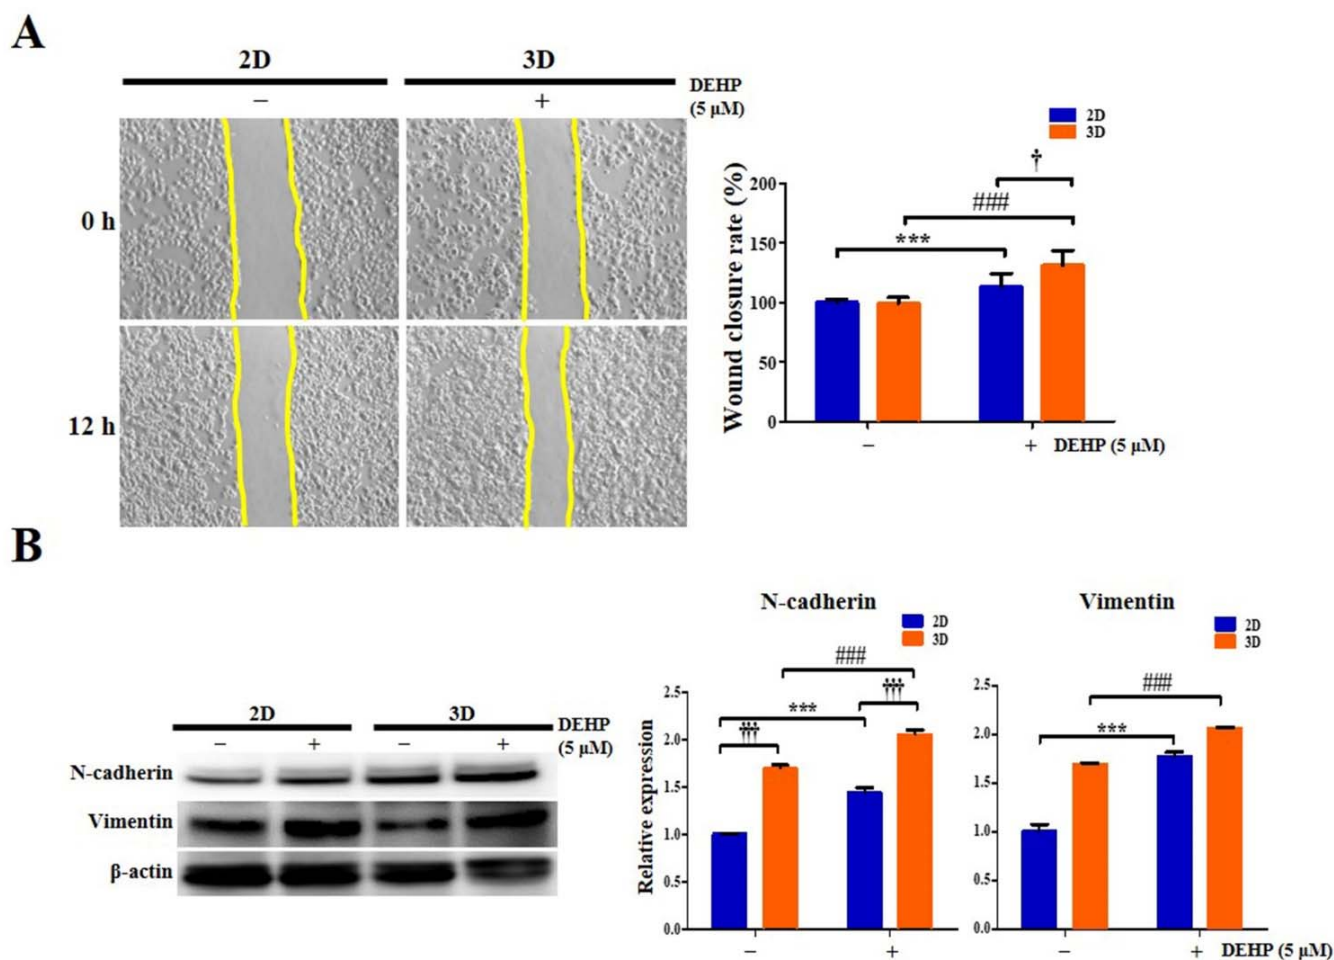 A
2D
3D
DEHP
(5 μM)
−
+
0 h
12 h
2D
3D
†
###
***
Wound closure rate (%)
200
150
100
50
0
−
+
DEHP (5 μM)
B
2D
3D
DEHP
(5 μM)
−
+
−
+
N-cadherin
Vimentin
β-actin
N-cadherin
2D
3D
###
†††
***
†††
Relative expression
2.5
2.0
1.5
1.0
0.5
0.0
−
+
Vimentin
2D
3D
###
***
2.5
2.0
1.5
1.0
0.5
0.0
−
+
DEHP (5 μM)